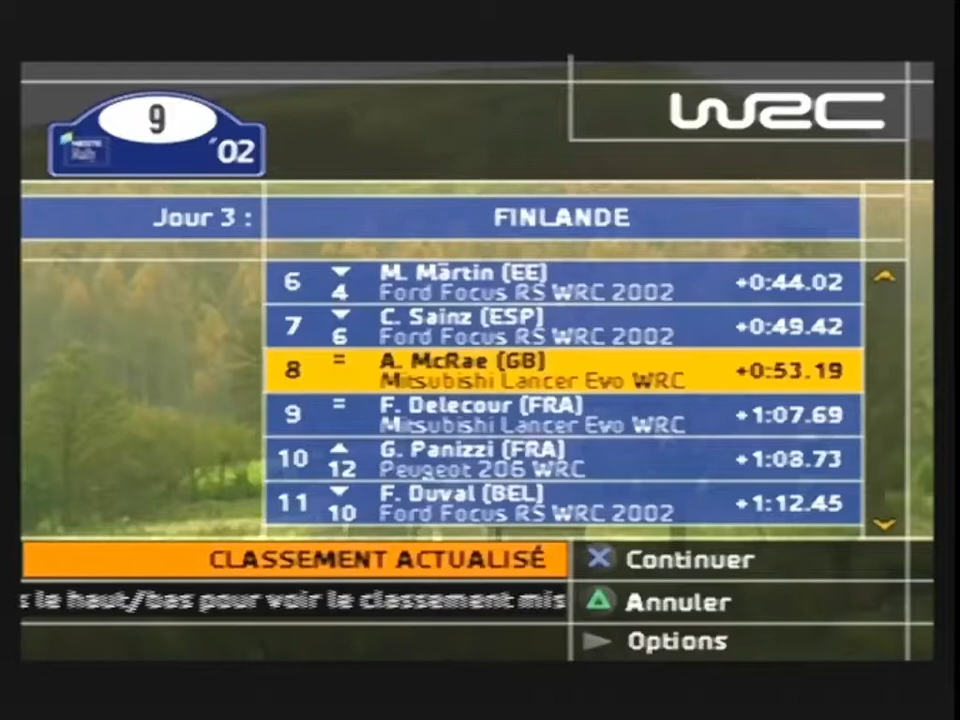 9
'02
WRC
Jour 3 :
FINLANDE
6 4 M. Märtin (EE) +0:44.02
Ford Focus RS WRC 2002
7 6 C. Sainz (ESP) +0:49.42
Ford Focus RS WRC 2002
8 = A. McRae (GB) +0:53.19
Mitsubishi Lancer Evo WRC
9 = F. Delecour (FRA) +1:07.69
Mitsubishi Lancer Evo WRC
10 12 G. Panizzi (FRA) +1:08.73
Peugeot 206 WRC
11 10 F. Duval (BEL) +1:12.45
Ford Focus RS WRC 2002
CLASSEMENT ACTUALISÉ
le haut/bas pour voir le classement mis
Continuer
Annuler
Options